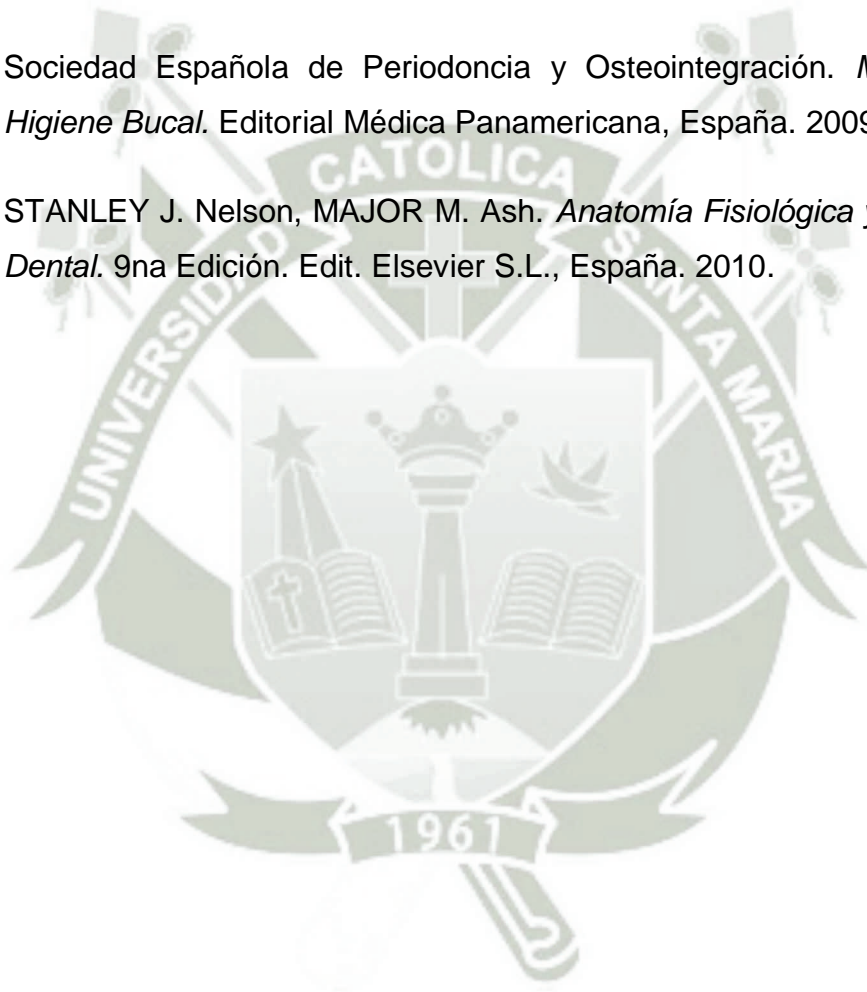 Sociedad Española de Periodoncia y Osteointegración.
Higiene Bucal. Editorial Médica Panamericana, España. 2009
STANLEY J. Nelson, MAJOR M. Ash. Anatomía Fisiológica y
Dental. 9na Edición. Edit. Elsevier S.L., España. 2010.
UNIVERSIDAD CATOLICA SANTA MARIA
1961